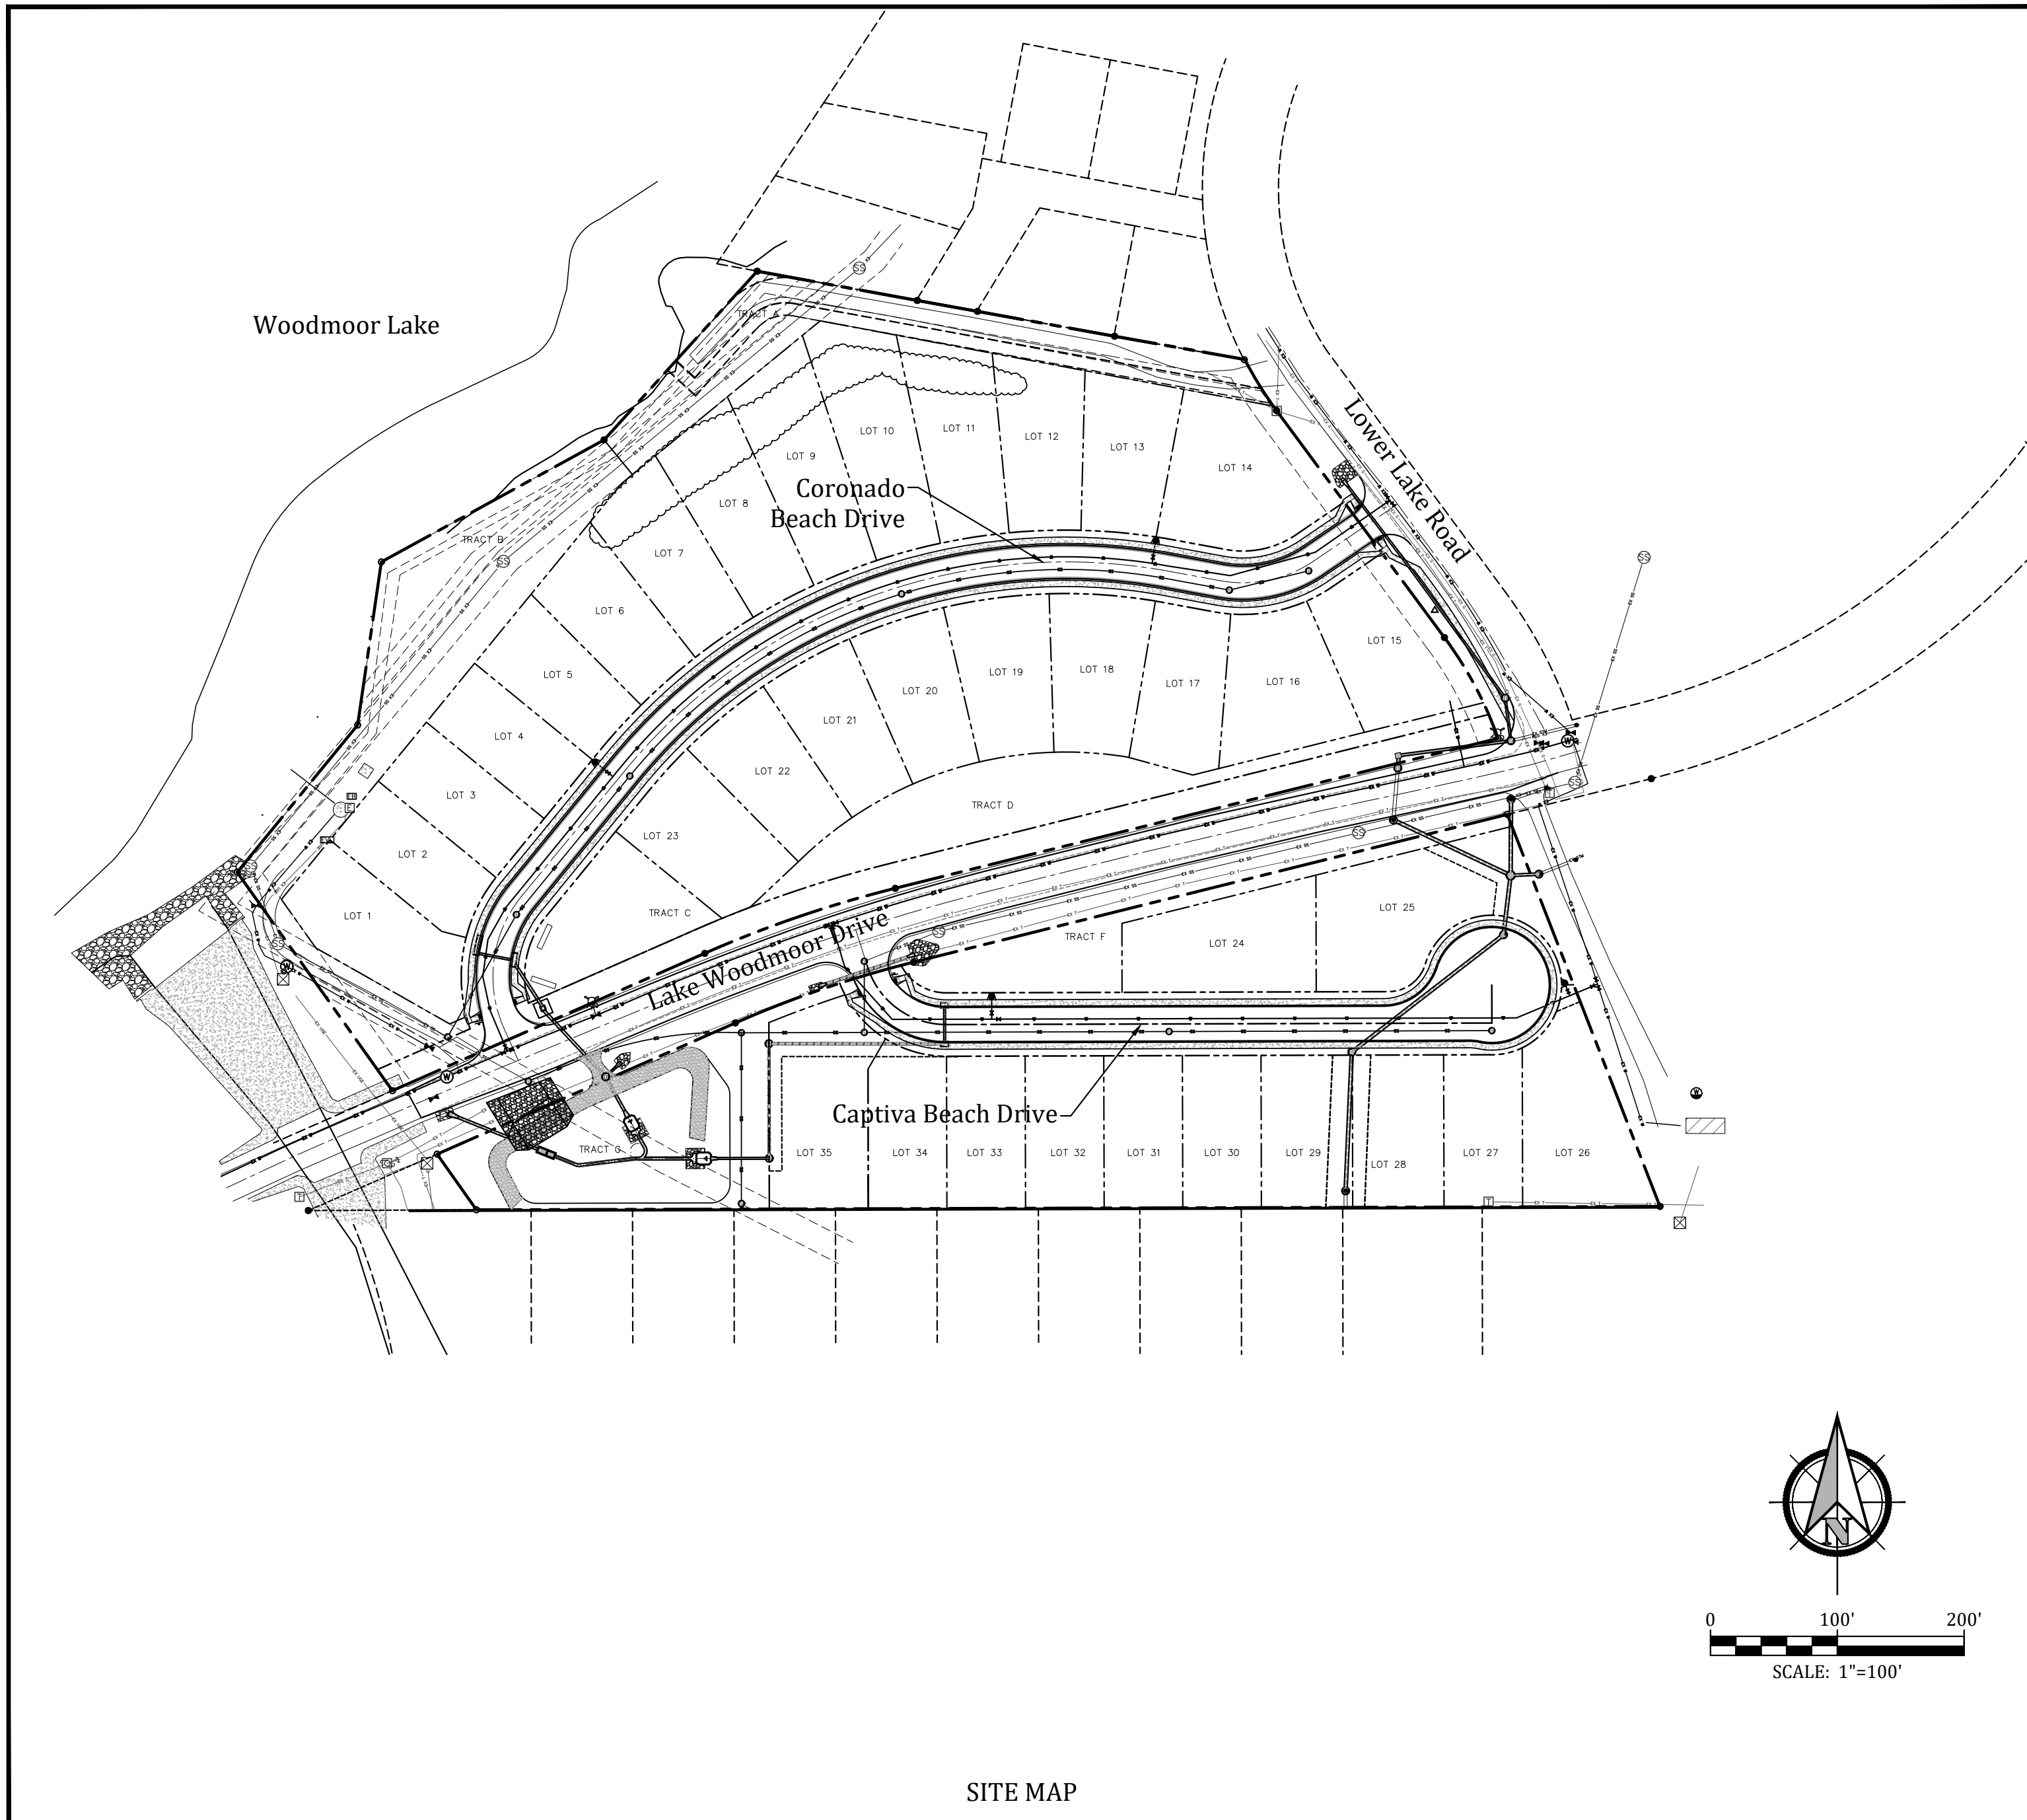 Woodmoor Lake
TRACT A
Lower Lake Road
LOT 10
LOT 11
LOT 12
LOT 13
LOT 9
LOT 14
Coronado
Beach Drive
LOT 8
TRACT B
LOT 7
LOT 6
LOT 5
LOT 4
LOT 3
LOT 2
LOT 1
LOT 15
LOT 16
LOT 17
LOT 18
LOT 19
LOT 20
LOT 21
LOT 22
LOT 23
TRACT C
TRACT D
Lake Woodmoor Drive
TRACT F
LOT 24
LOT 25
Captiva Beach Drive
TRACT G
LOT 35
LOT 34
LOT 33
LOT 32
LOT 31
LOT 30
LOT 29
LOT 28
LOT 27
LOT 26
N
0 100' 200'
SCALE: 1"=100'
SITE MAP